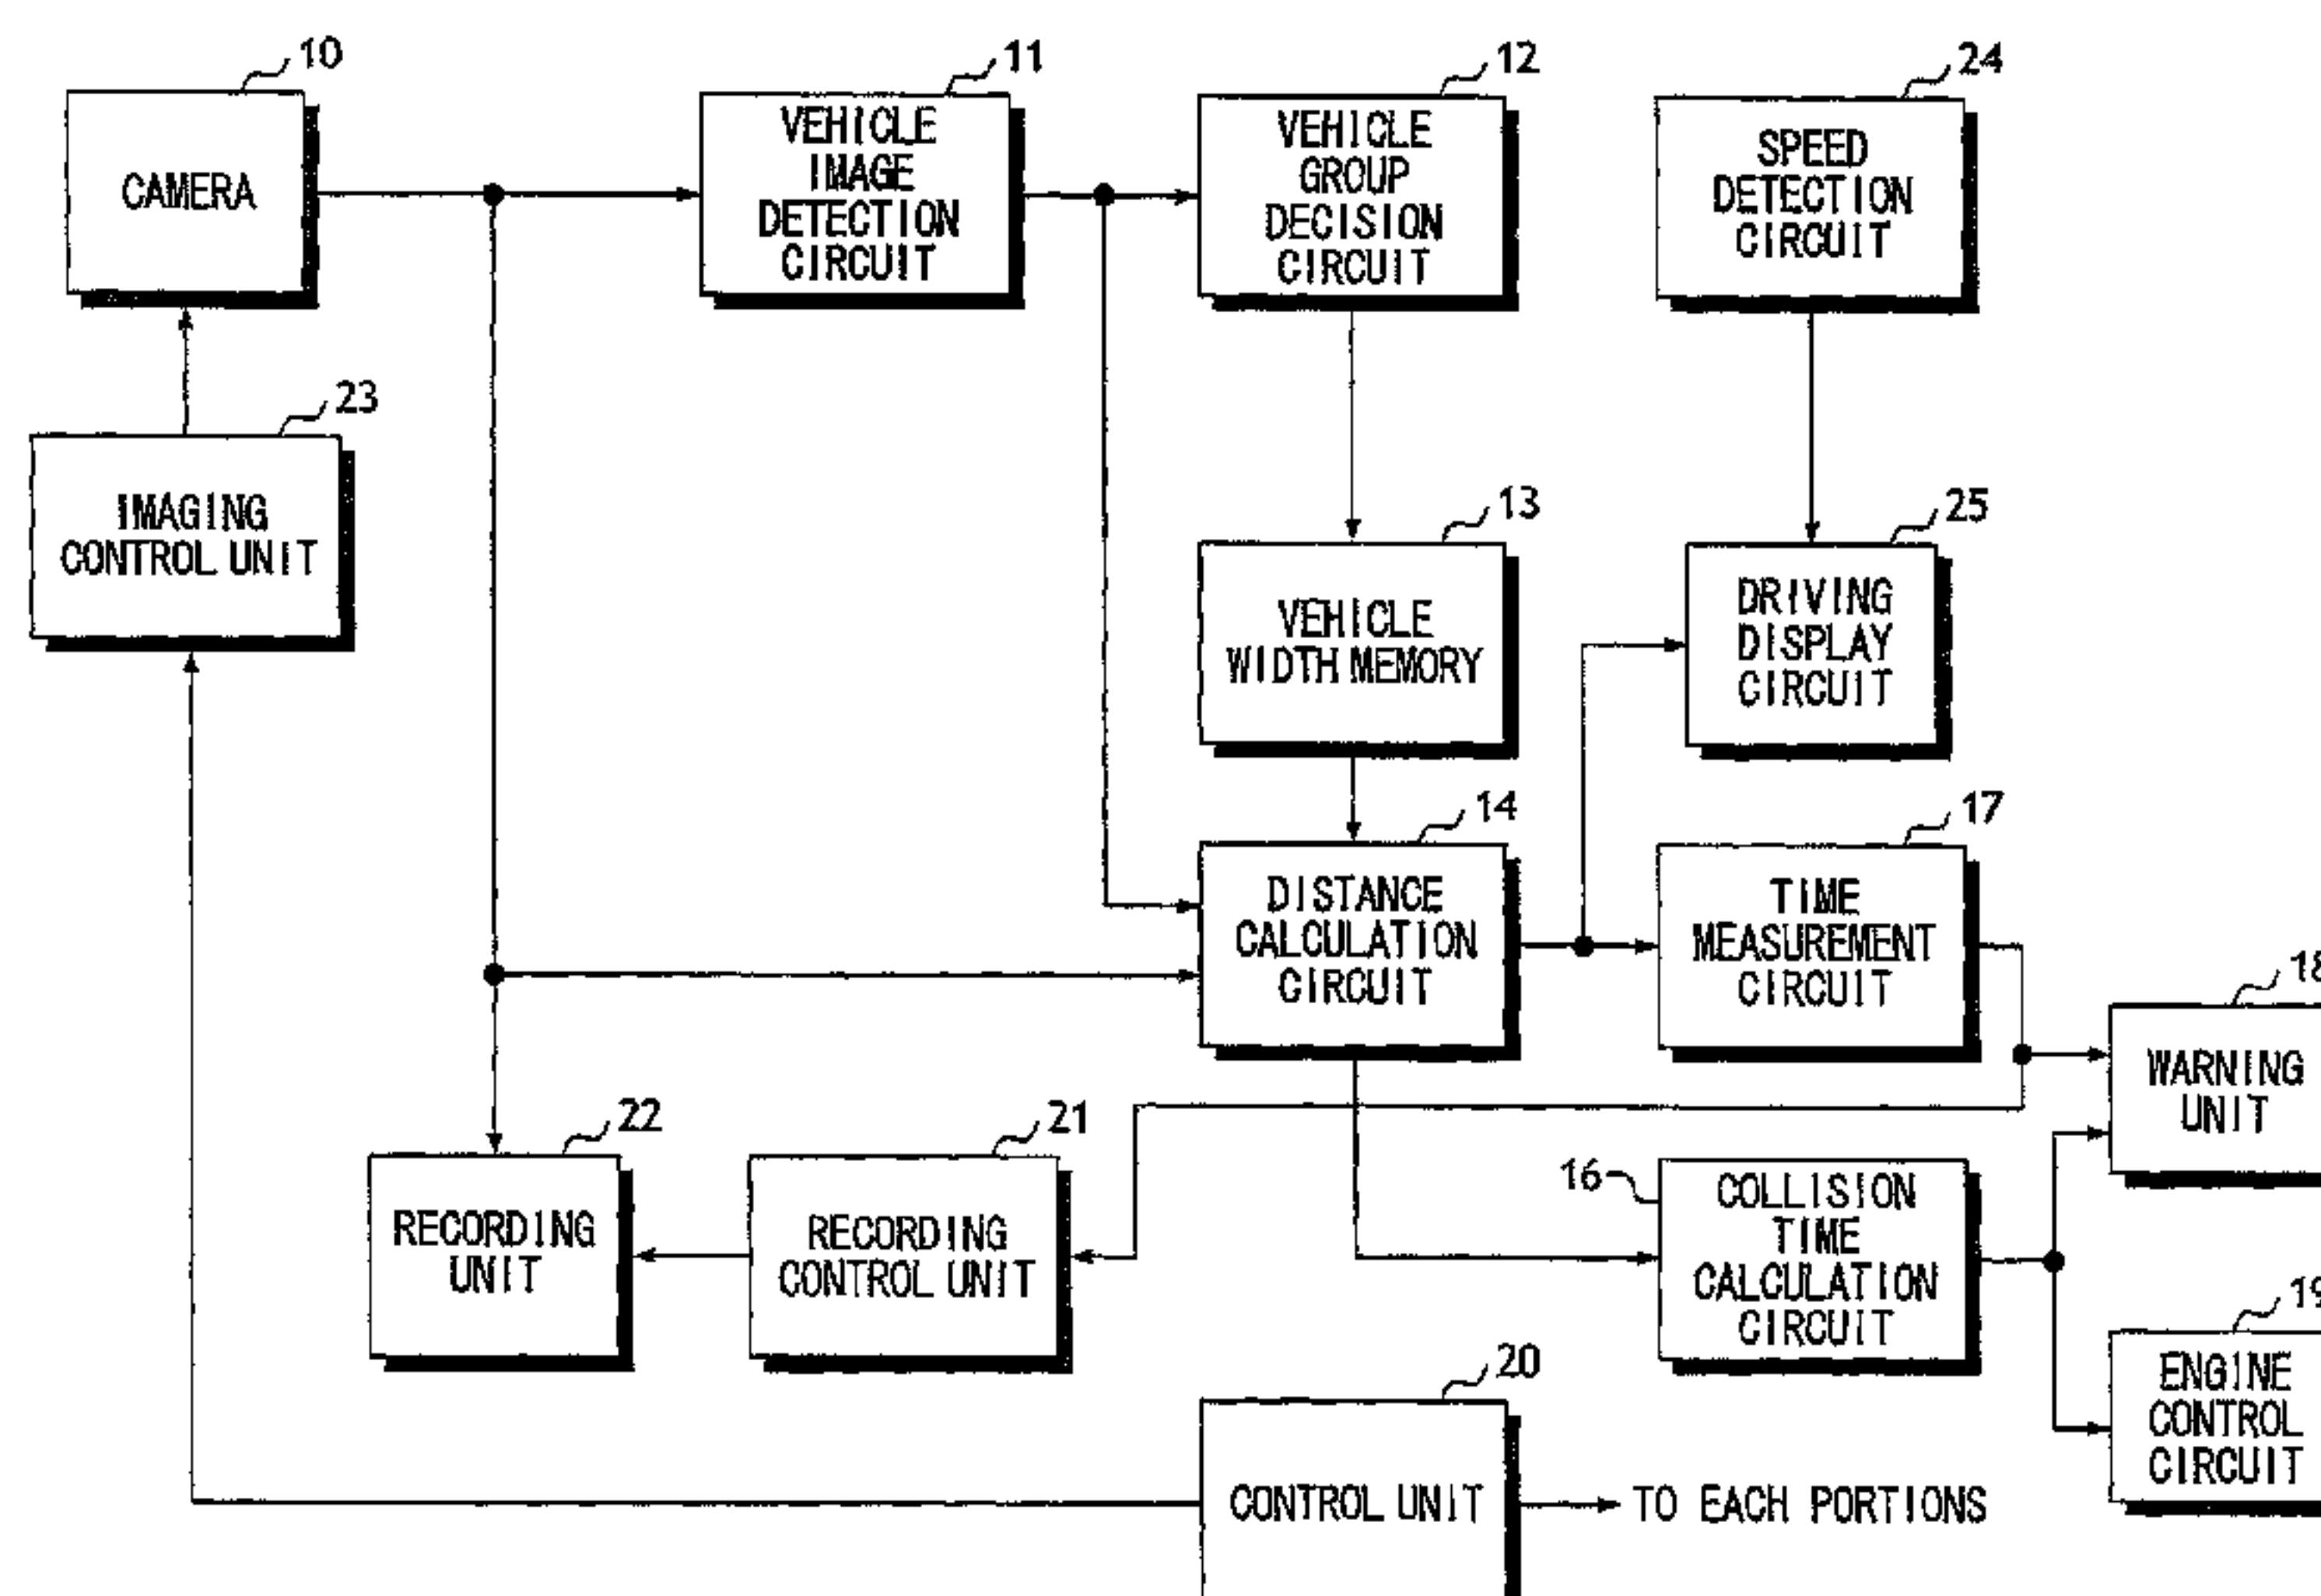 10
11
12
24
CAMERA
VEHICLE
IMAGE
DETECTION
CIRCUIT
VEHICLE
GROUP
DECISION
CIRCUIT
SPEED
DETECTION
CIRCUIT
23
IMAGING
CONTROL UNIT
13
VEHICLE
WIDTH MEMORY
25
DRIVING
DISPLAY
CIRCUIT
14
DISTANCE
CALCULATION
CIRCUIT
17
TIME
MEASUREMENT
CIRCUIT
18
WARNING
UNIT
22
RECORDING
UNIT
21
RECORDING
CONTROL UNIT
16
COLLISION
TIME
CALCULATION
CIRCUIT
19
ENGINE
CONTROL
CIRCUIT
20
CONTROL UNIT
TO EACH PORTIONS